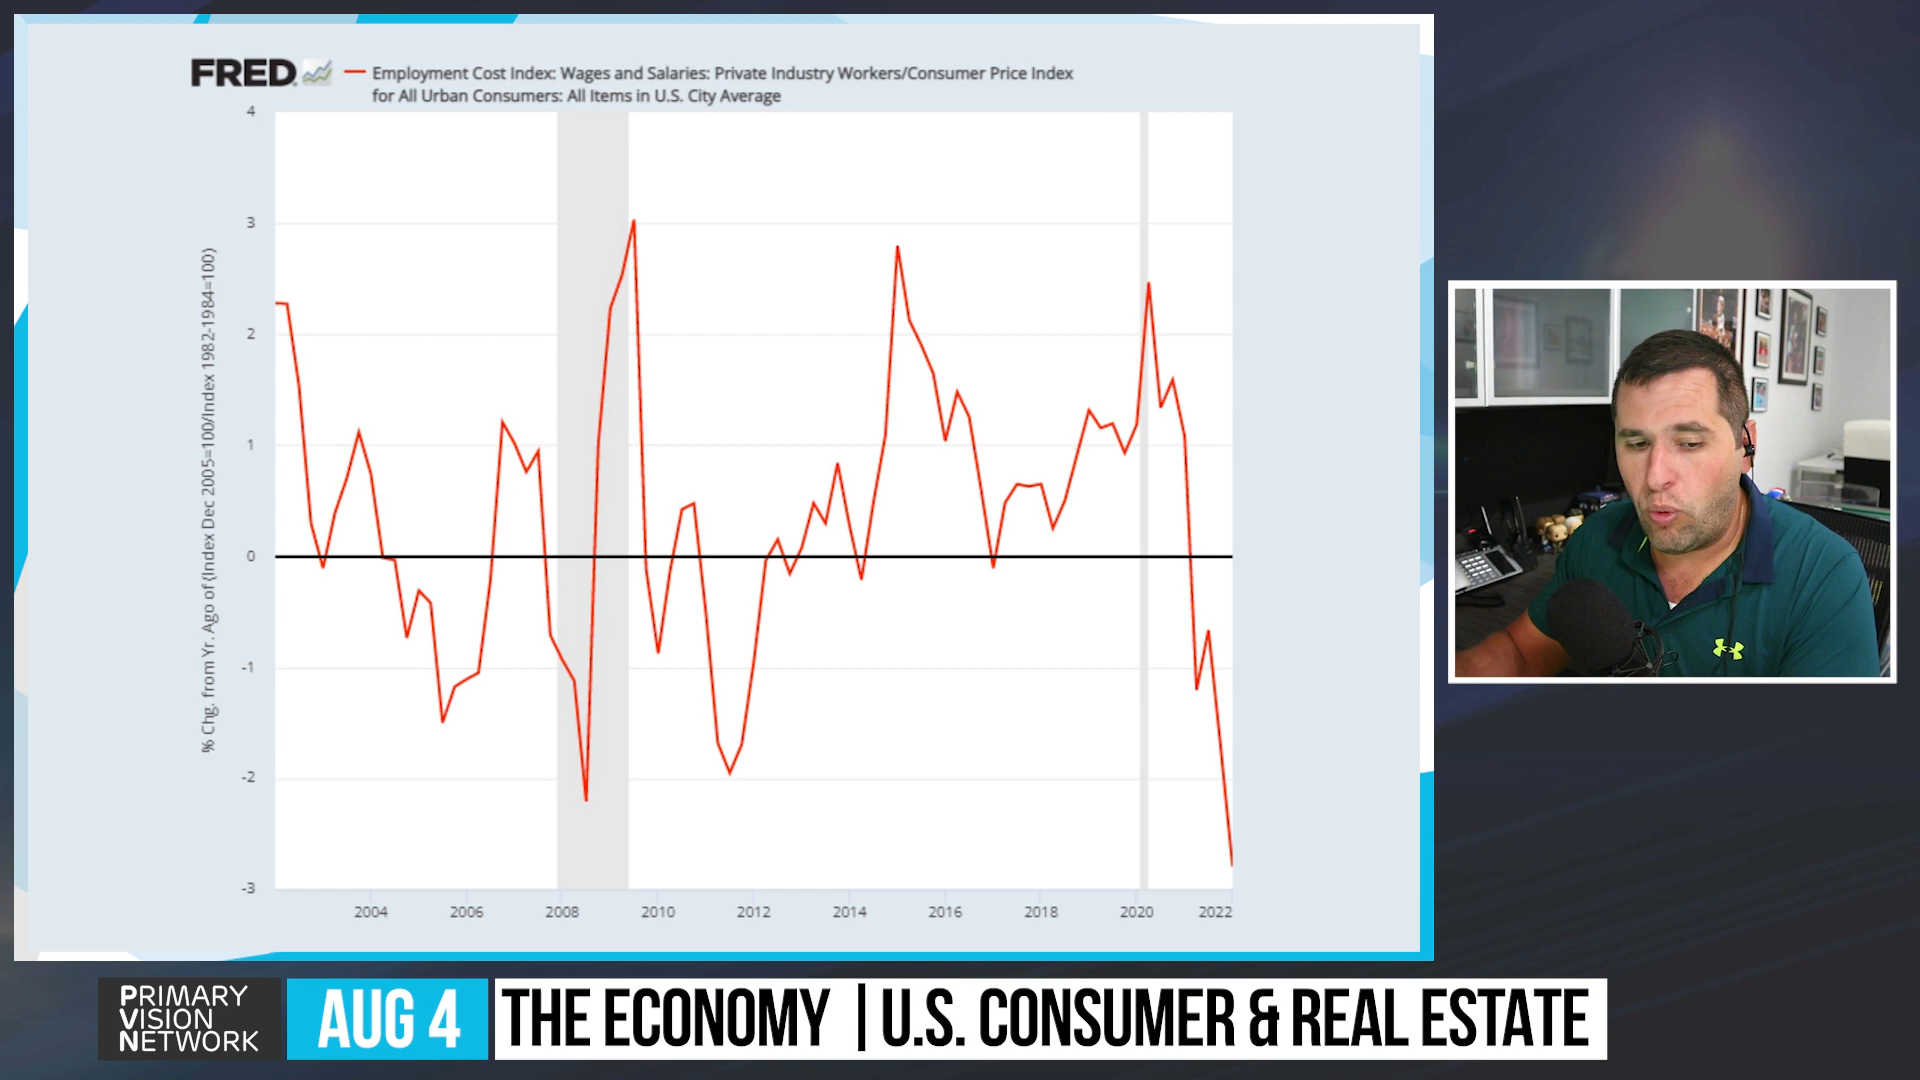 FRED
Employment Cost Index: Wages and Salaries: Private Industry Workers/Consumer Price Index
for All Urban Consumers: All Items in U.S. City Average
% Chg. from Yr. Ago of (Index Dec 2005=100/Index 1982-1984=100)
4
3
2
1
0
-1
-2
-3
2004 2006 2008 2010 2012 2014 2016 2018 2020 2022
PRIMARY
VISION
NETWORK
AUG 4
THE ECONOMY | U.S. CONSUMER & REAL ESTATE